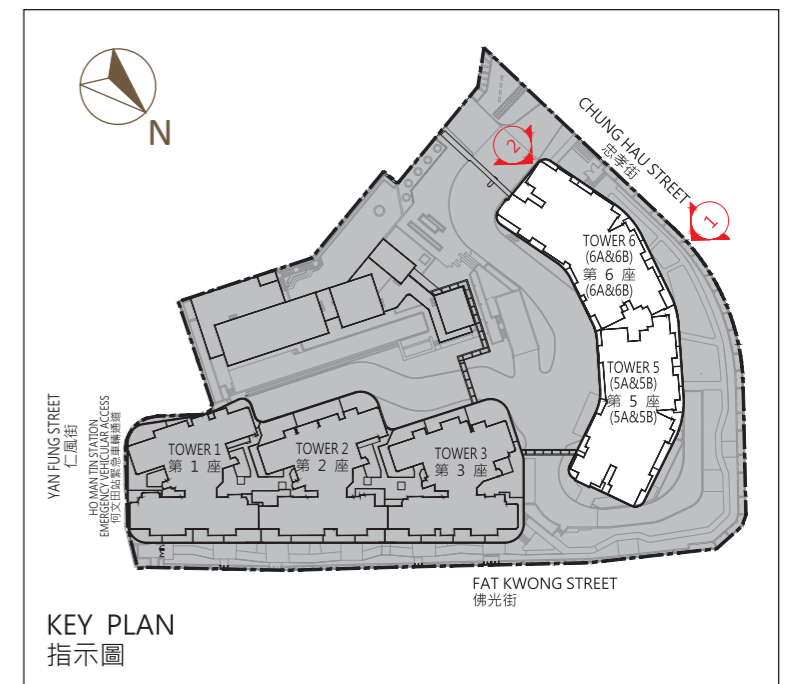 N
CHUNG HAU STREET
忠孝街
2
1
TOWER 6
(6A&6B)
第 6 座
(6A&6B)
TOWER 5
(5A&5B)
第 5 座
(5A&5B)
YAN FUNG STREET
仁風街
HO MAN TIN STATION
EMERGENCY VEHICULAR ACCESS
何文田站緊急車輛通道
TOWER 1
第 1 座
TOWER 2
第 2 座
TOWER 3
第 3 座
FAT KWONG STREET
佛光街
KEY PLAN
指示圖